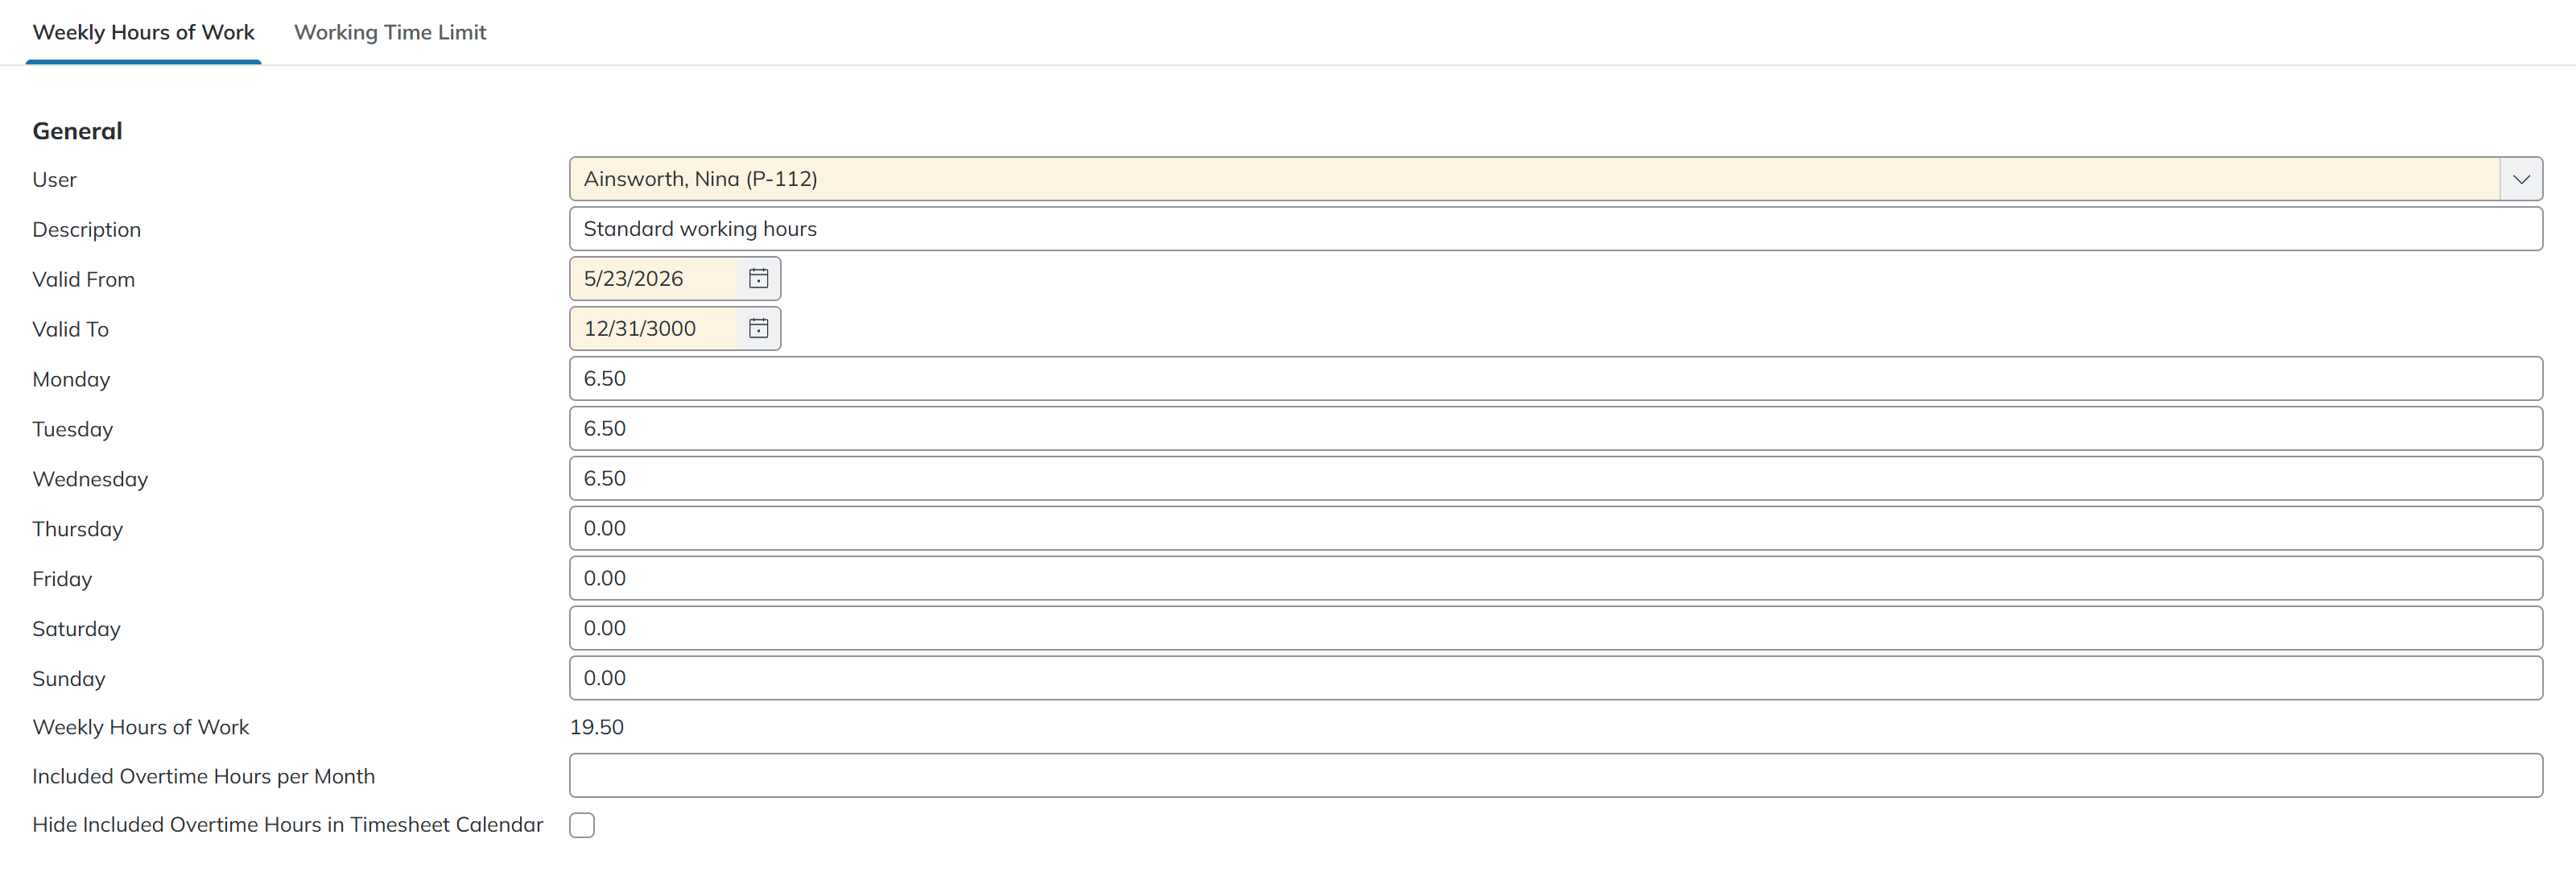 Weekly Hours of Work Working Time Limit
General
User Ainsworth, Nina (P-112)
Description Standard working hours
Valid From 5/23/2026
Valid To 12/31/3000
Monday 6.50
Tuesday 6.50
Wednesday 6.50
Thursday 0.00
Friday 0.00
Saturday 0.00
Sunday 0.00
Weekly Hours of Work 19.50
Included Overtime Hours per Month
Hide Included Overtime Hours in Timesheet Calendar